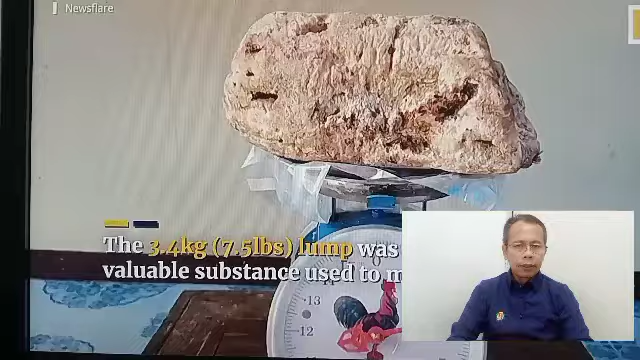 Newsflare
The 3.4kg (7.5lbs) lump was
valuable substance used to m
13
12